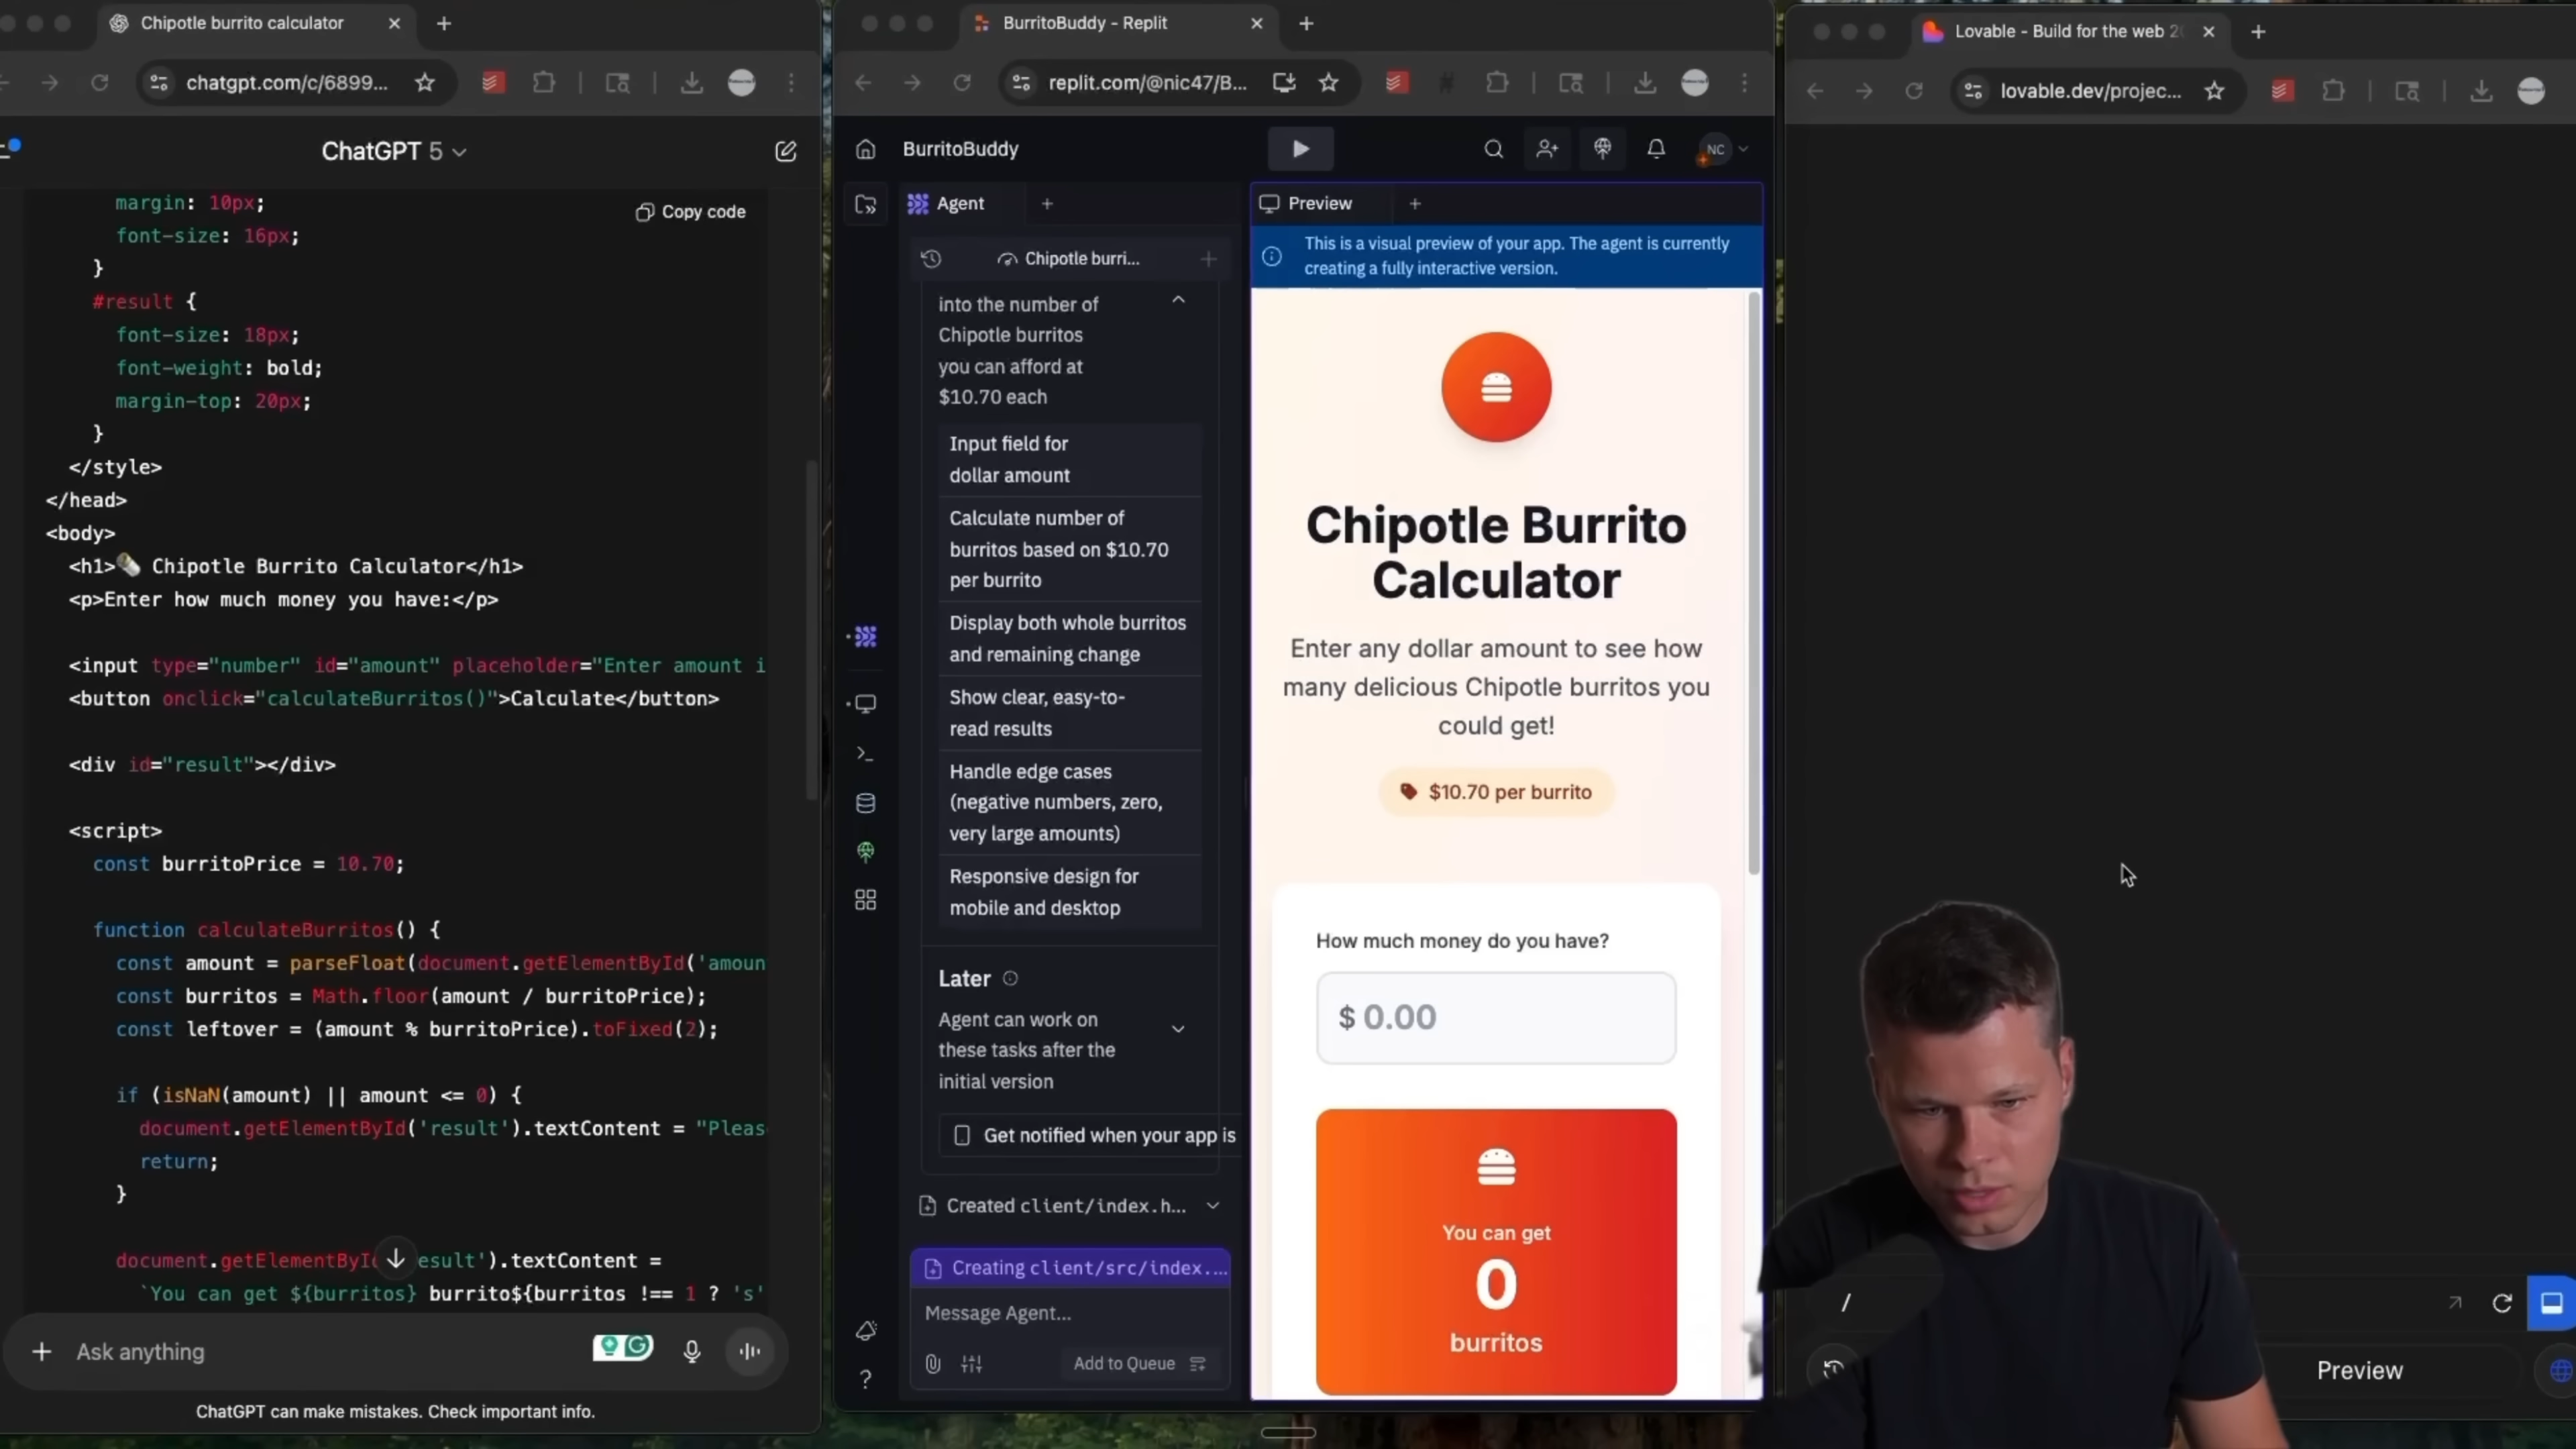 Chipotle burrito calculator
chatgpt.com/c/6899...
ChatGPT 5
Copy code
margin: 10px;
font-size: 16px;
}
#result {
font-size: 18px;
font-weight: bold;
margin-top: 20px;
}
</style>
</head>
<body>
<h1>🌯 Chipotle Burrito Calculator</h1>
<p>Enter how much money you have:</p>
<input type="number" id="amount" placeholder="Enter amount i
<button onclick="calculateBurritos()">Calculate</button>
<div id="result"></div>
<script>
const burritoPrice = 10.70;
function calculateBurritos() {
const amount = parseFloat(document.getElementById('amoun
const burritos = Math.floor(amount / burritoPrice);
const leftover = (amount % burritoPrice).toFixed(2);
if (isNaN(amount) || amount <= 0) {
document.getElementById('result').textContent = "Pleas
return;
}
document.getElementById esult').textContent =
`You can get ${burritos} burrito${burritos !== 1 ? 's'
Ask anything
ChatGPT can make mistakes. Check important info.
BurritoBuddy - Replit
replit.com/@nic47/B...
BurritoBuddy
NC
Agent
Chipotle burri...
into the number of
Chipotle burritos
you can afford at
$10.70 each
Input field for
dollar amount
Calculate number of
burritos based on $10.70
per burrito
Display both whole burritos
and remaining change
Show clear, easy-to-
read results
Handle edge cases
(negative numbers, zero,
very large amounts)
Responsive design for
mobile and desktop
Later
Agent can work on
these tasks after the
initial version
Get notified when your app is
Created client/index.h...
Creating client/src/index....
Message Agent...
Add to Queue
Preview
This is a visual preview of your app. The agent is currently
creating a fully interactive version.
Chipotle Burrito
Calculator
Enter any dollar amount to see how
many delicious Chipotle burritos you
could get!
$10.70 per burrito
How much money do you have?
$ 0.00
You can get
0
burritos
Lovable - Build for the web 20
lovable.dev/projec...
/
Preview